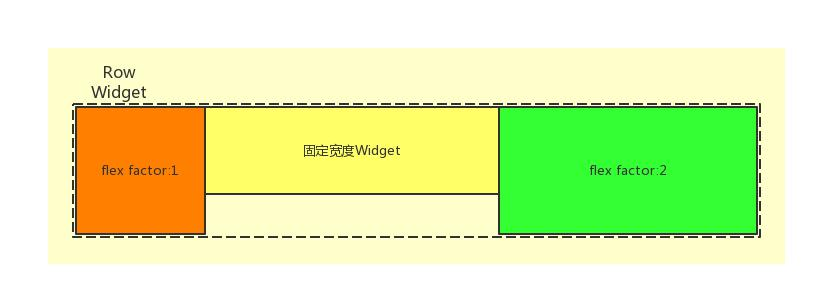 Row
Widget
flex factor:1
固定宽度Widget
flex factor:2